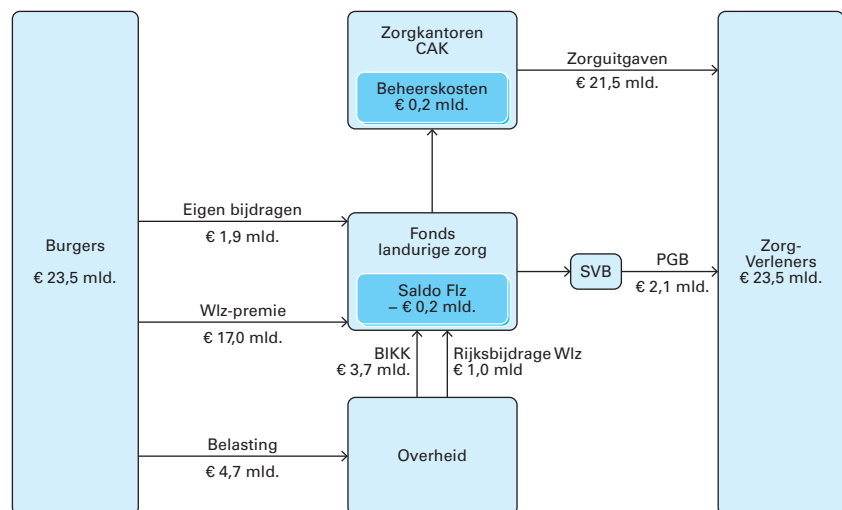 Zorgkantoren
CAK
Beheerskosten
€ 0,2 mld.
Zorguitgaven
€ 21,5 mld.
Burgers
€ 23,5 mld.
Eigen bijdragen
€ 1,9 mld.
Wlz-premie
€ 17,0 mld.
Fonds
landurige zorg
Saldo Flz
– € 0,2 mld.
SVB
PGB
€ 2,1 mld.
Zorg-
Verleners
€ 23,5 mld.
BIKK
€ 3,7 mld.
Rijksbijdrage Wlz
€ 1,0 mld
Belasting
€ 4,7 mld.
Overheid